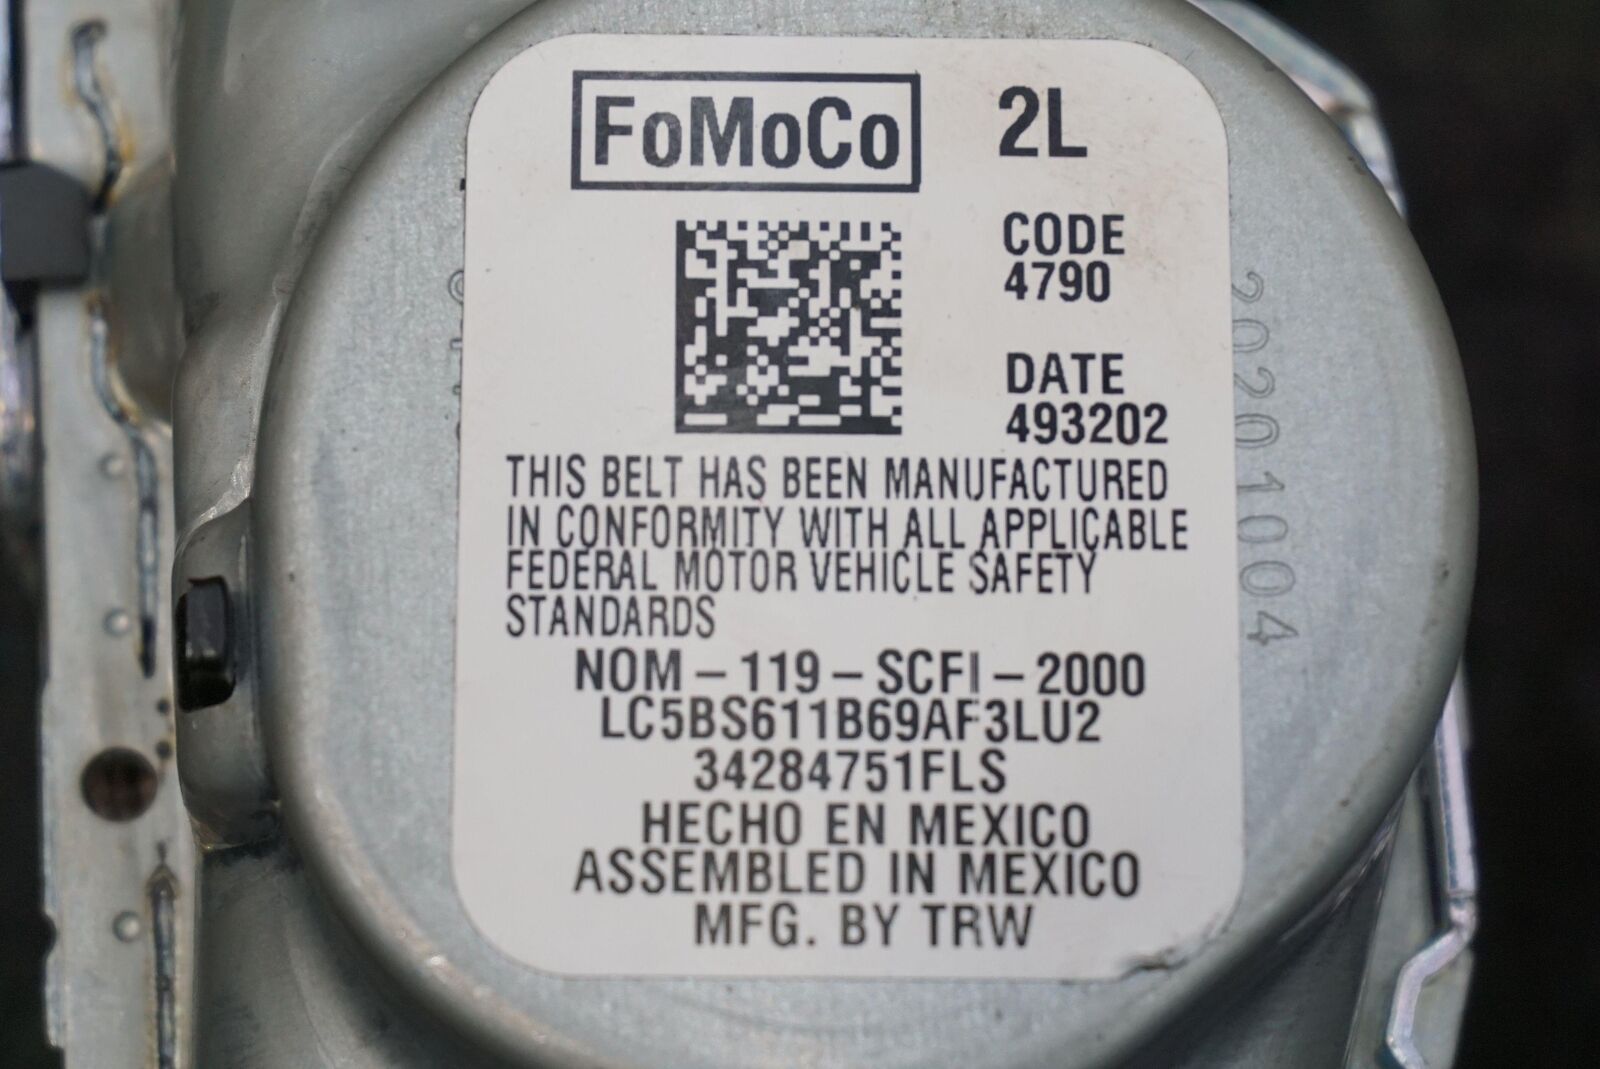 FoMoCo 2L
CODE
4790
DATE
493202
THIS BELT HAS BEEN MANUFACTURED
IN CONFORMITY WITH ALL APPLICABLE
FEDERAL MOTOR VEHICLE SAFETY
STANDARDS
NOM-119-SCFI-2000
LC5BS611B69AF3LU2
34284751FLS
HECHO EN MEXICO
ASSEMBLED IN MEXICO
MFG. BY TRW
20201004